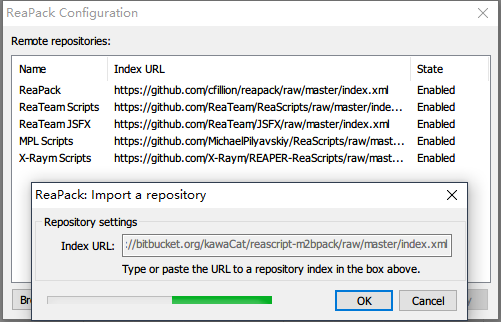 ReaPack Configuration
Remote repositories:
Name Index URL State
ReaPack https://github.com/cfillion/reapack/raw/master/index.xml Enabled
ReaTeam Scripts https://github.com/ReaTeam/ReaScripts/raw/master/inde... Enabled
ReaTeam JSFX https://github.com/ReaTeam/JSFX/raw/master/index.xml Enabled
MPL Scripts https://github.com/MichaelPilyavskiy/ReaScripts/raw/mast... Enabled
X-Raym Scripts https://github.com/X-Raym/REAPER-ReaScripts/raw/mast... Enabled
ReaPack: Import a repository
Repository settings
Index URL: ://bitbucket.org/kawaCat/reascript-m2bpack/raw/master/index.xml
Type or paste the URL to a repository index in the box above.
OK Cancel